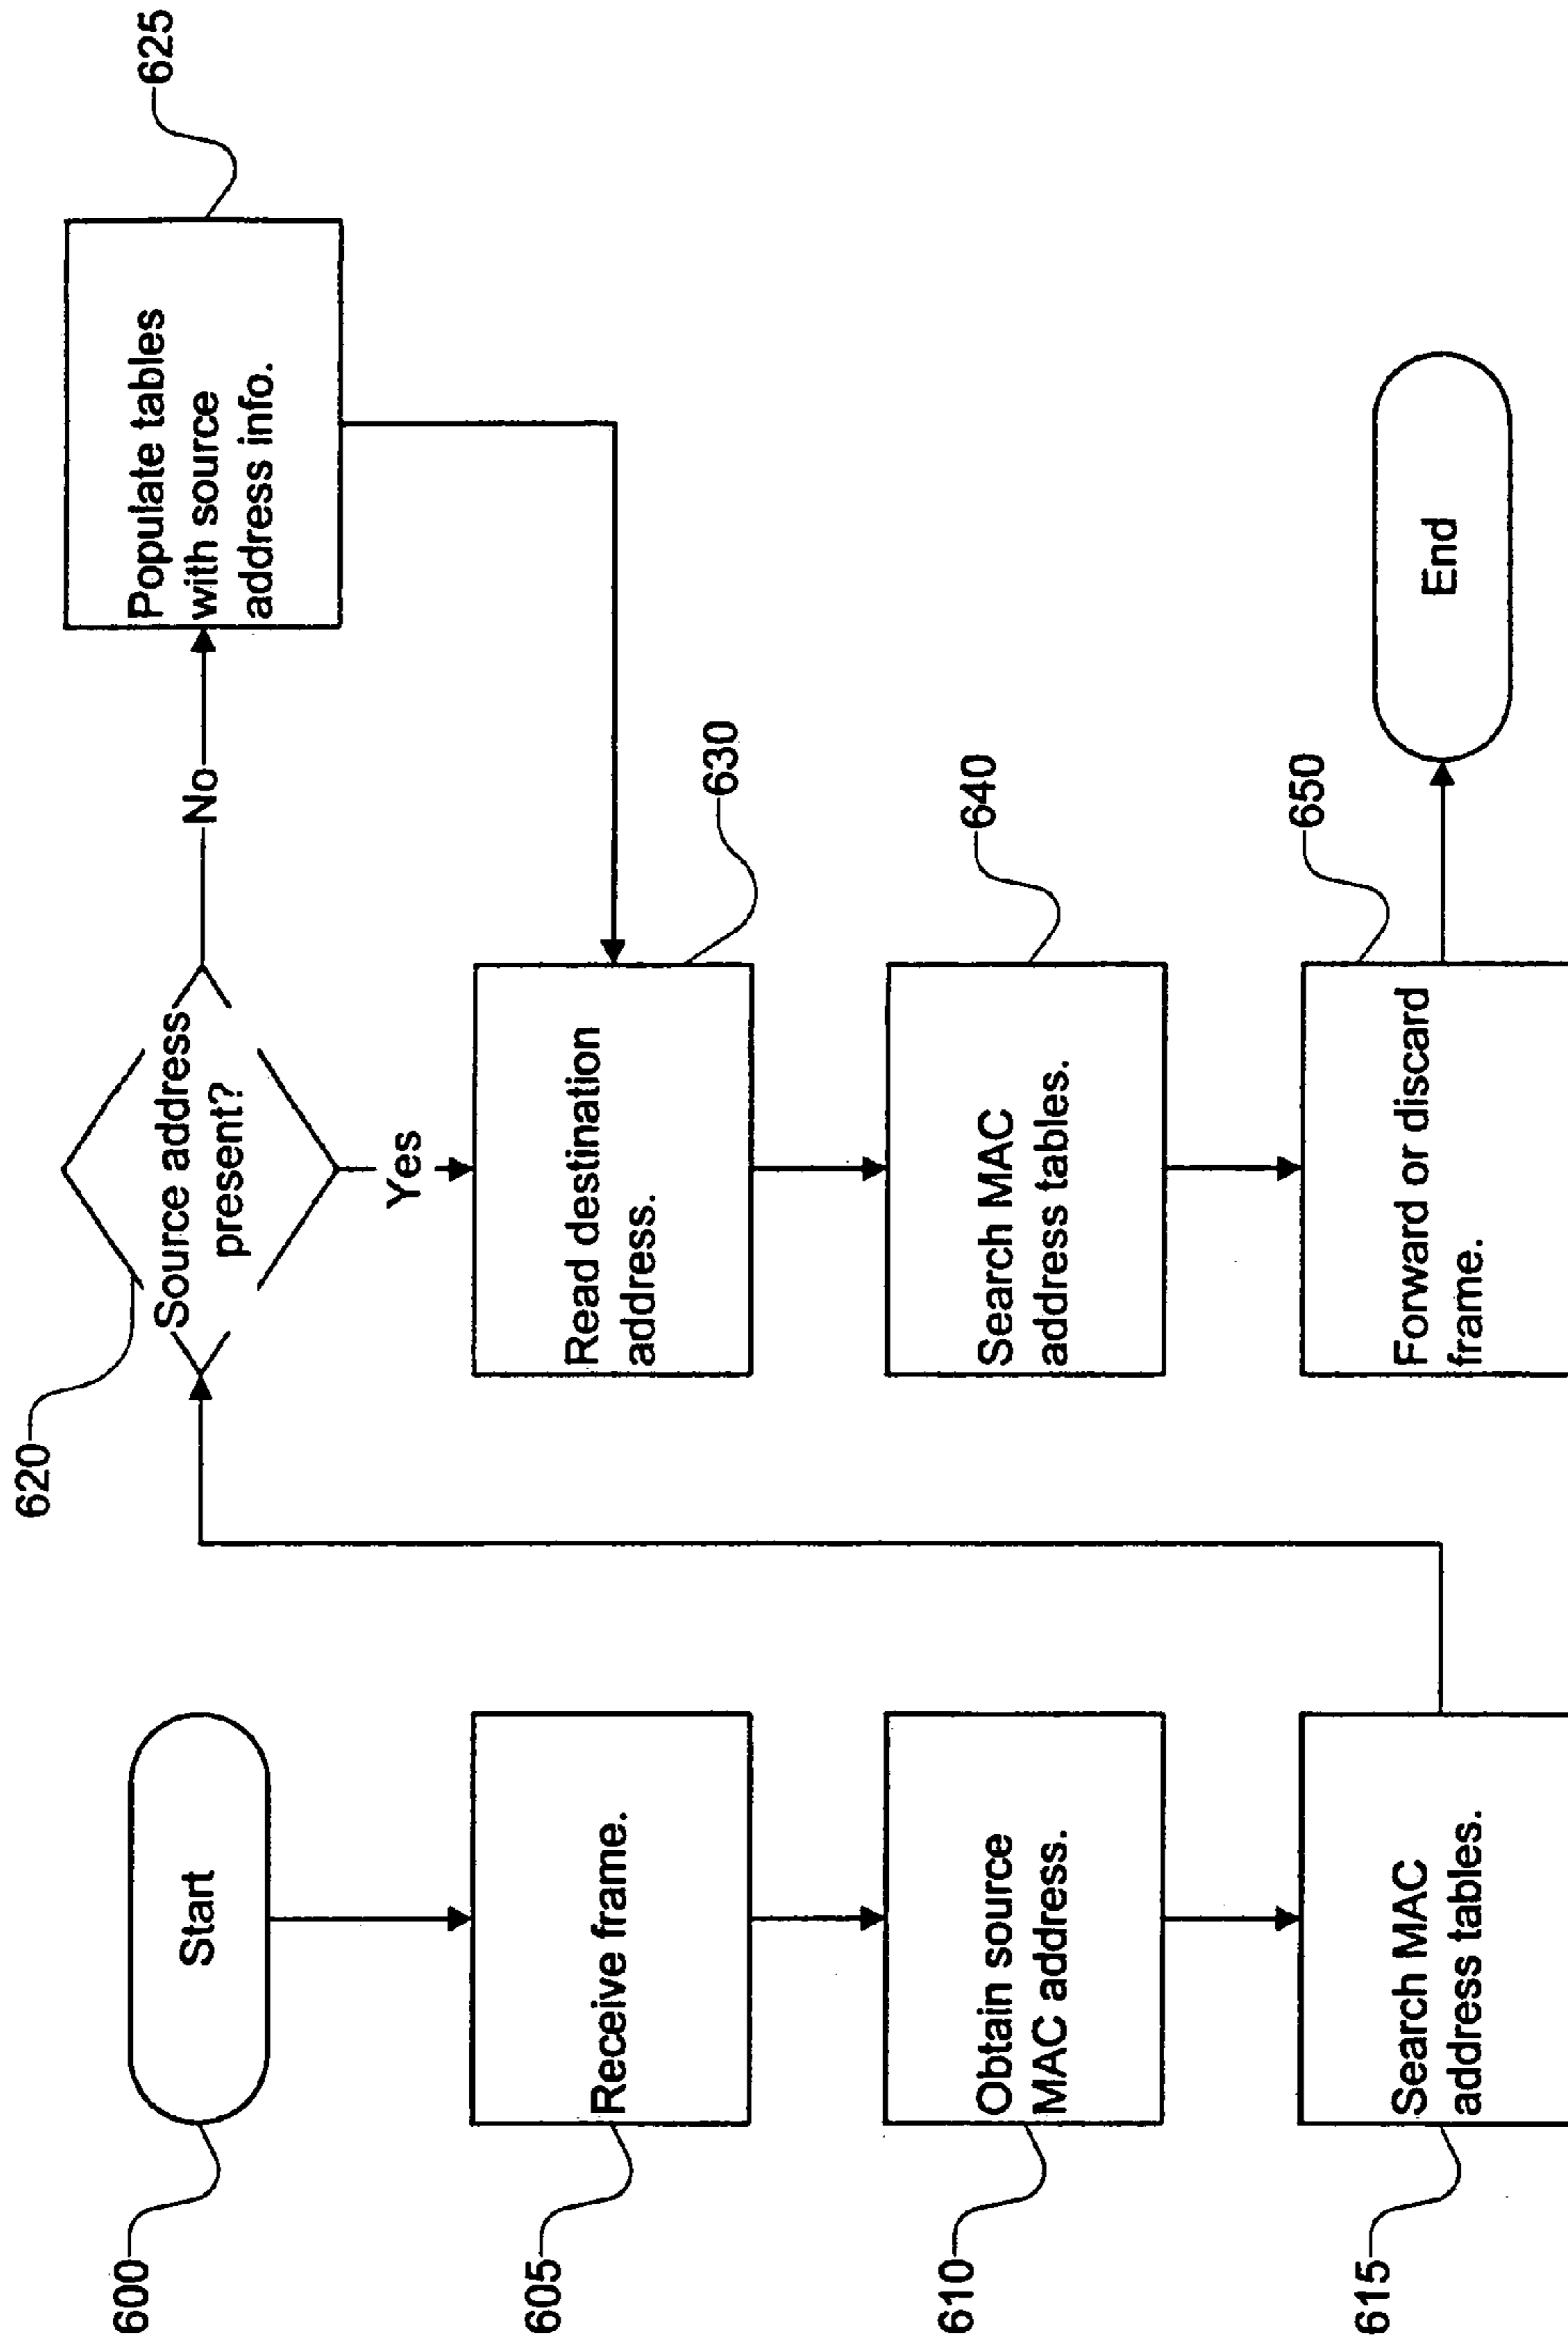 600
Start
605
Receive frame.
610
Obtain source
MAC address.
615
Search MAC
address tables.
620
Source address
present?
No
Yes
625
Populate tables
with source
address info.
630
Read destination
address.
640
Search MAC
address tables.
650
Forward or discard
frame.
End